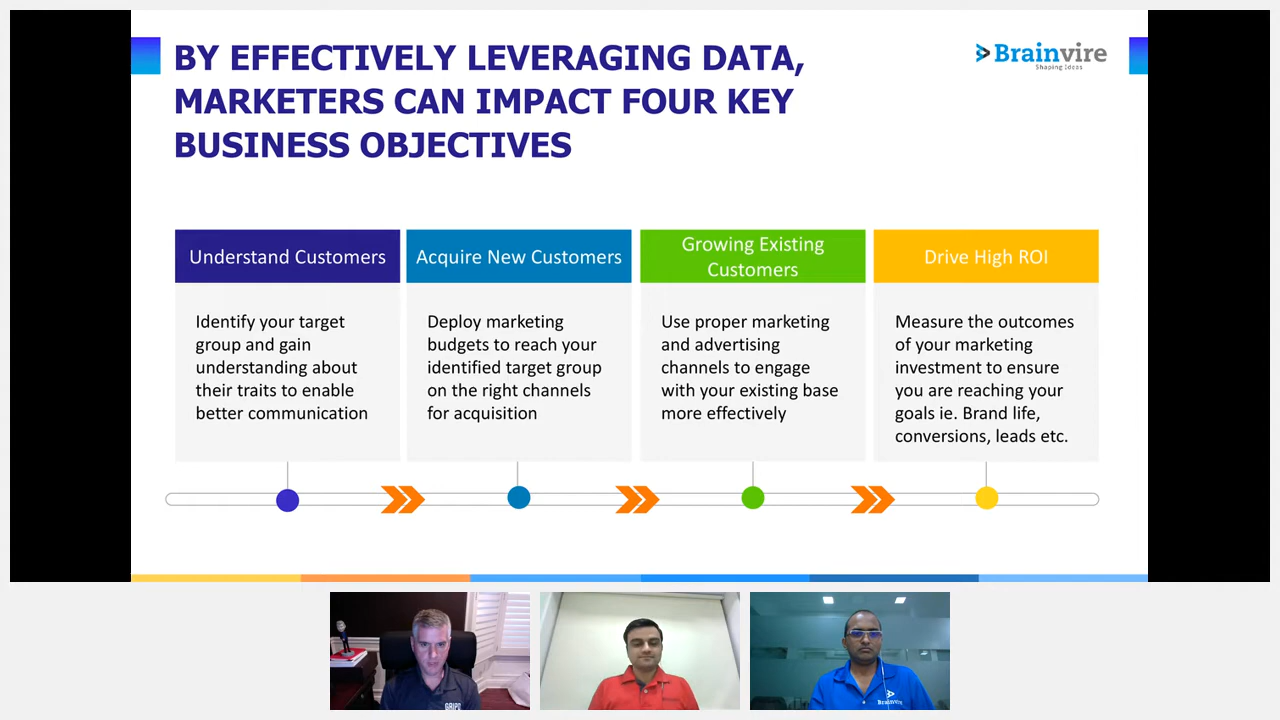 BY EFFECTIVELY LEVERAGING DATA,
MARKETERS CAN IMPACT FOUR KEY
BUSINESS OBJECTIVES
Brainvire
Shaping Ideas
Understand Customers
Identify your target
group and gain
understanding about
their traits to enable
better communication
Acquire New Customers
Deploy marketing
budgets to reach your
identified target group
on the right channels
for acquisition
Growing Existing
Customers
Use proper marketing
and advertising
channels to engage
with your existing base
more effectively
Drive High ROI
Measure the outcomes
of your marketing
investment to ensure
you are reaching your
goals ie. Brand life,
conversions, leads etc.
Brainvire